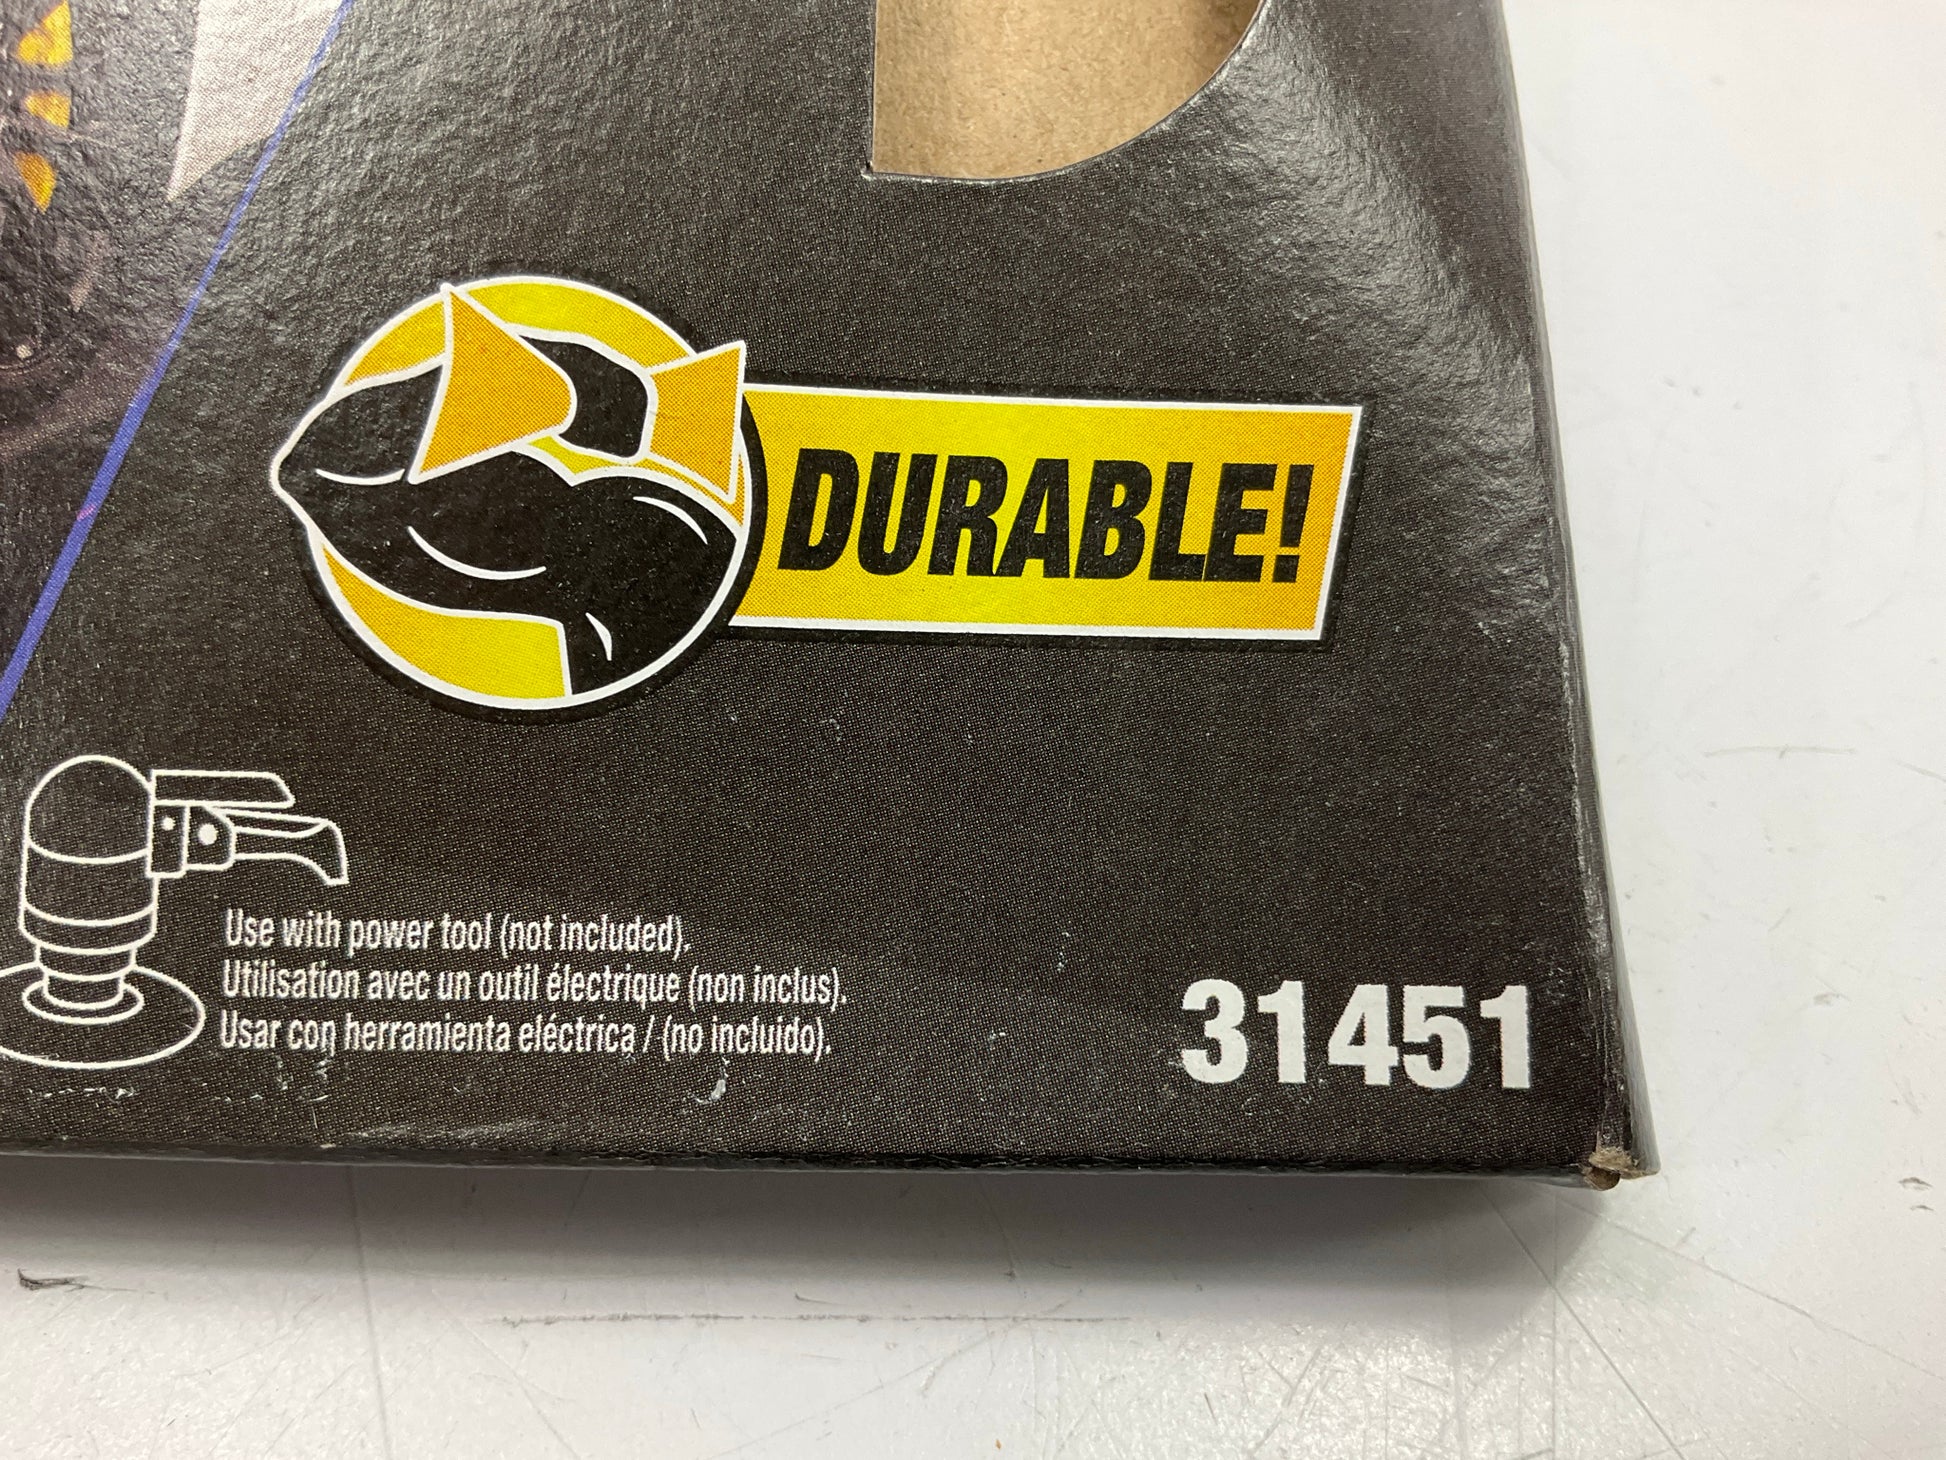 DURABLE!
Use with power tool (not included).
Utilisation avec un outil électrique (non inclus).
Usar con herramienta eléctrica / (no incluido).
31451